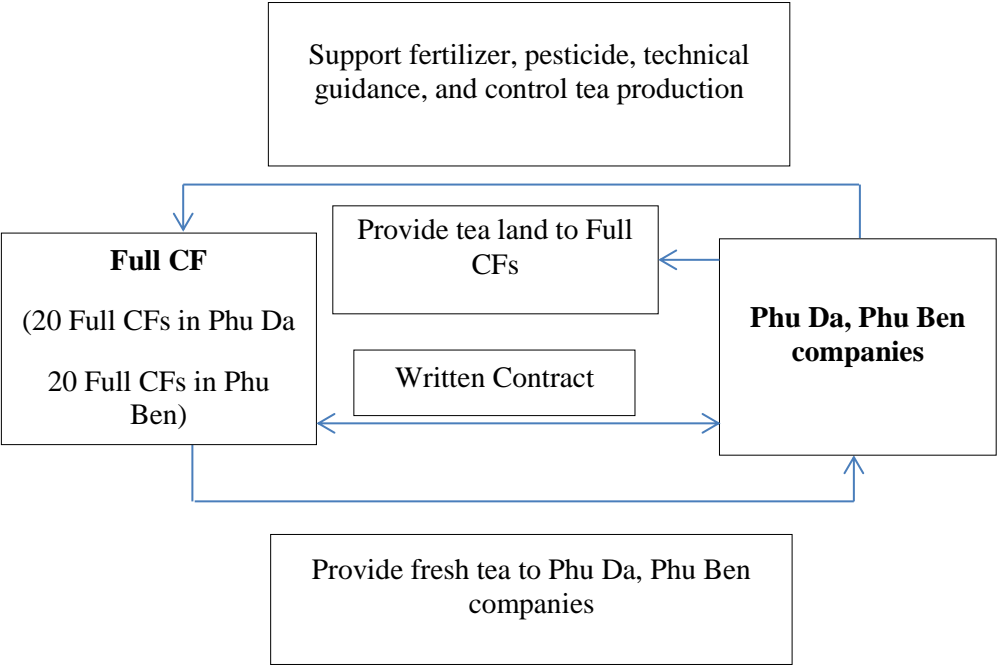 Support fertilizer, pesticide, technical
guidance, and control tea production
Provide tea land to Full
CFs
Full CF
(20 Full CFs in Phu Da
20 Full CFs in Phu
Ben)
Phu Da, Phu Ben
companies
Written Contract
Provide fresh tea to Phu Da, Phu Ben
companies